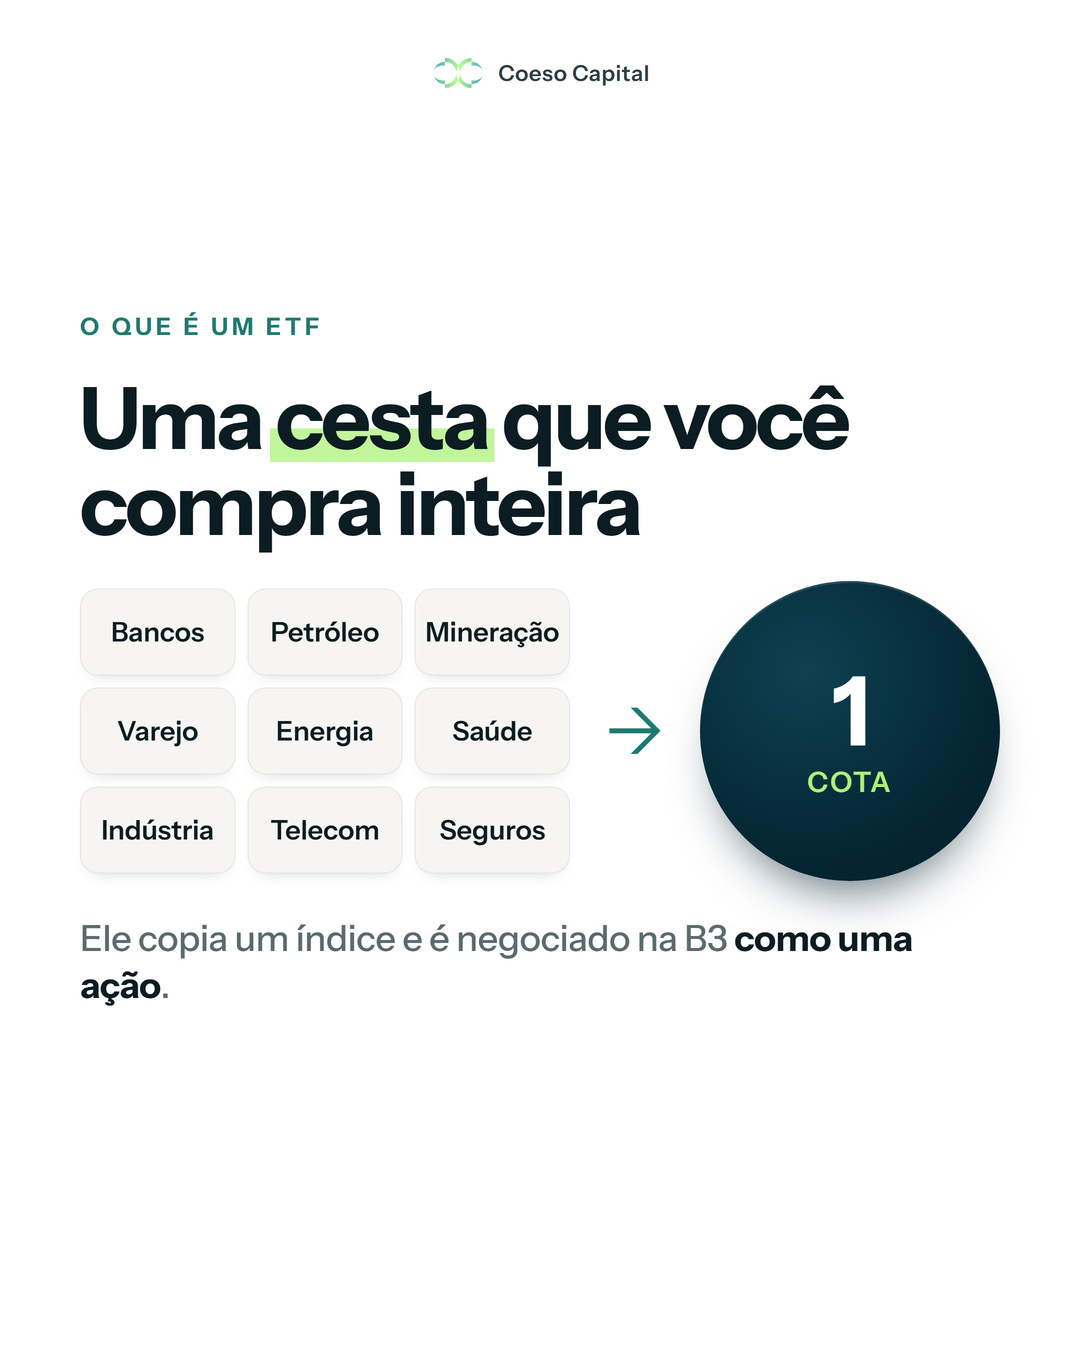 Coeso Capital
O QUE É UM ETF
Uma cesta que você
compra inteira
Bancos
Petróleo
Mineração
Varejo
Energia
Saúde
Indústria
Telecom
Seguros
1
COTA
Ele copia um índice e é negociado na B3 como uma
ação.